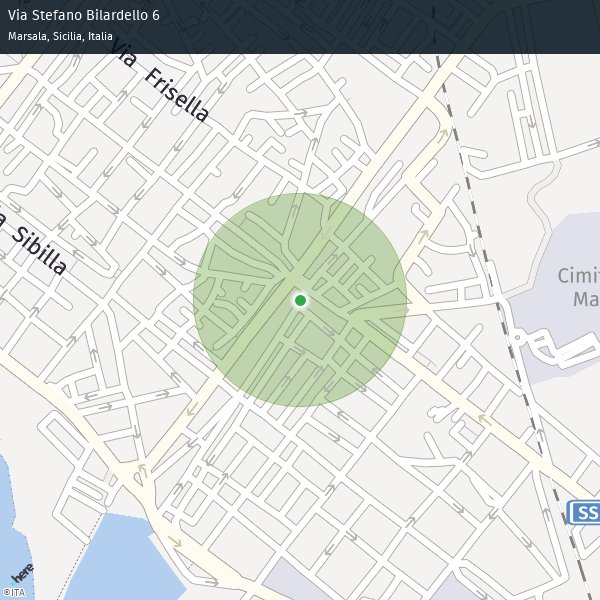 Via Stefano Bilardello 6
Marsala, Sicilia, Italia
Via Frisella
Sibilla
Cimit
Ma
SS
here
©ITA